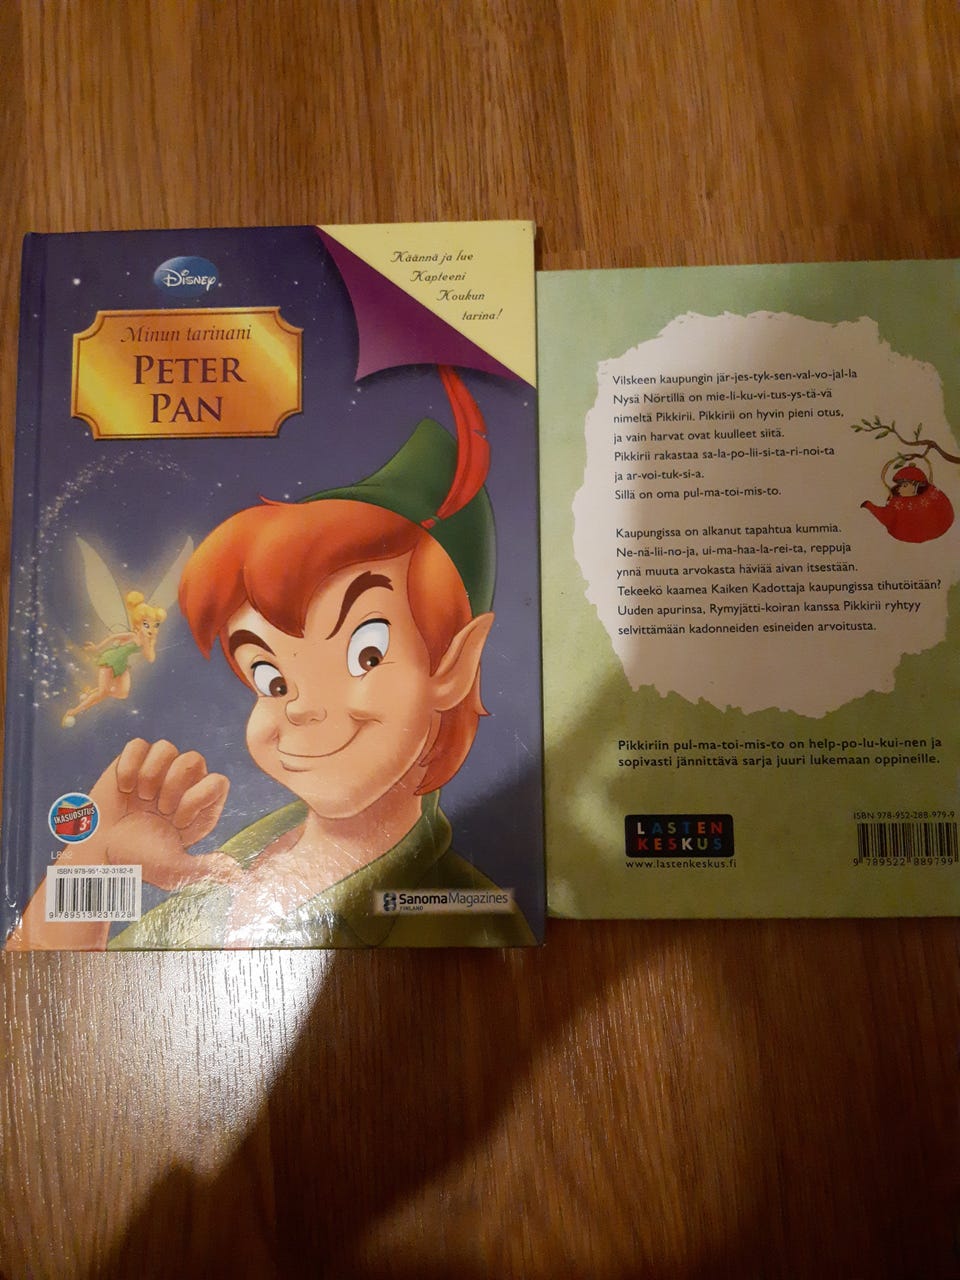 Disney
Minun tarinani
PETER
PAN
Käännä ja lue
Kapteeni
Koukun
tarina!
IKÄSUOSITUS
3+
L852
ISBN 978-951-32-3182-8
9 789513 231828
SanomaMagazines
FINLAND
Vilskeen kaupungin jär-jes-tyk-sen-val-vo-jal-la
Nysä Nörtillä on mie-li-ku-vi-tus-ys-tä-vä
nimeltä Pikkirii. Pikkirii on hyvin pieni otus,
ja vain harvat ovat kuulleet siitä.
Pikkirii rakastaa sa-la-po-lii-si-ta-ri-noi-ta
ja ar-voi-tuk-si-a.
Sillä on oma pul-ma-toi-mis-to.
Kaupungissa on alkanut tapahtua kummia.
Ne-nä-lii-no-ja, ui-ma-haa-la-rei-ta, reppuja
ynnä muuta arvokasta häviää aivan itsestään.
Tekeekö kaamea Kaiken Kadottaja kaupungissa tihutöitään?
Uuden apurinsa, Rymyjätti-koiran kanssa Pikkirii ryhtyy
selvittämään kadonneiden esineiden arvoitusta.
Pikkiriin pul-ma-toi-mis-to on help-po-lu-kui-nen ja
sopivasti jännittävä sarja juuri lukemaan oppineille.
LASTEN
KESKUS
www.lastenkeskus.fi
ISBN 978-952-288-979-9
9 789522 889799